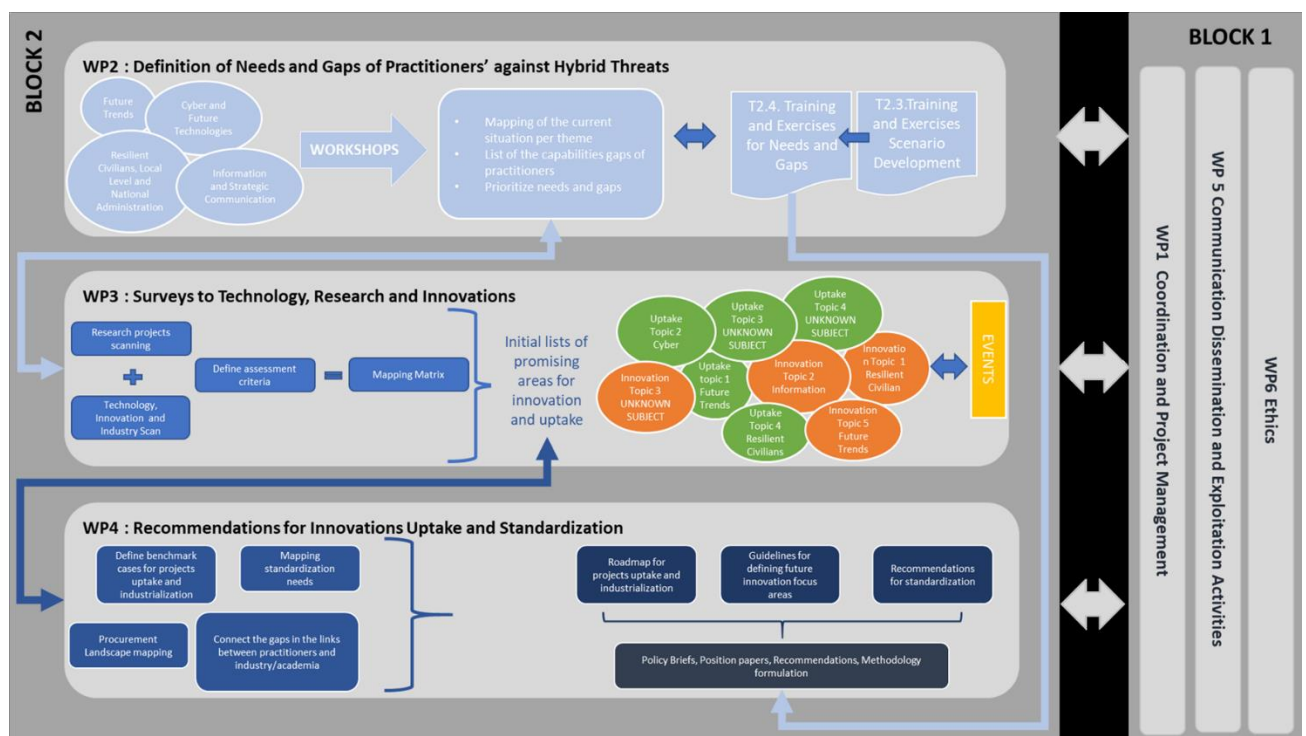 BLOCK 2
WP2 : Definition of Needs and Gaps of Practitioners' against Hybrid Threats
Future
Trends
Cyber and
Future
Technologies
Resilient
Civilians, Local
Level and
National
Administration
Information
and Strategic
Communication
WORKSHOPS
• Mapping of the current
situation per theme
• List of the capabilities gaps of
practitioners
• Prioritize needs and gaps
T2.4. Training
and Exercises
for Needs and
Gaps
T2.3.Training
and Exercises
Scenario
Development
WP3 : Surveys to Technology, Research and Innovations
Research projects
scanning
Technology,
Innovation and
Industry Scan
Define assessment
criteria
Mapping Matrix
Initial lists of
promising
areas for
innovation
and uptake
Uptake
Topic 2
Cyber
Uptake
Topic 3
UNKNOWN
SUBJECT
Uptake
Topic 4
UNKNOWN
SUBJECT
Innovation
Topic 3
UNKNOWN
SUBJECT
Uptake
topic 1
Future
Trends
Innovation
Topic 2
Information
Innovatio
n Topic 1
Resilient
Civilian
Uptake
Topic 4
Resilient
Civilians
Innovation
Topic 5
Future
Trends
EVENTS
WP4 : Recommendations for Innovations Uptake and Standardization
Define benchmark
cases for projects
uptake and
industrialization
Mapping
standardization
needs
Procurement
Landscape mapping
Connect the gaps in the links
between practitioners and
industry/academia
Roadmap for
projects uptake and
industrialization
Guidelines for
defining future
innovation focus
areas
Recommendations
for standardization
Policy Briefs, Position papers, Recommendations, Methodology
formulation
BLOCK 1
WP1 Coordination and Project Management
WP 5 Communication Dissemination and Exploitation Activities
WP6 Ethics